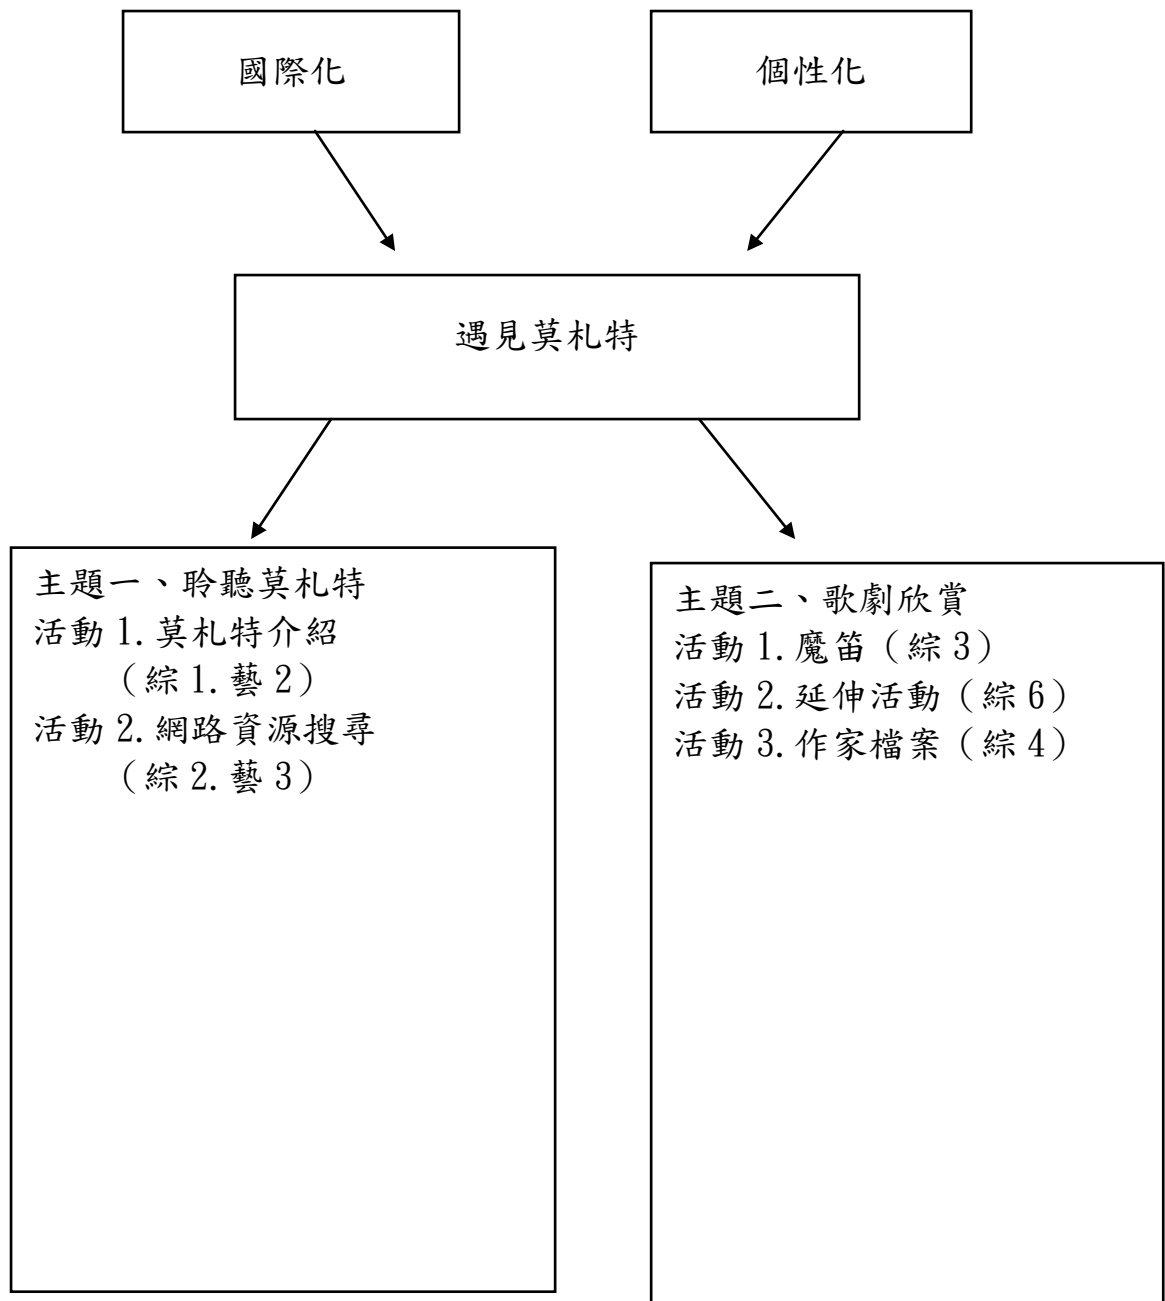 國際化
個性化
遇見莫札特
主題一、聆聽莫札特
活動 1.莫札特介紹
（綜 1.藝 2）
活動 2.網路資源搜尋
（綜 2.藝 3）
主題二、歌劇欣賞
活動 1.魔笛（綜 3）
活動 2.延伸活動（綜 6）
活動 3.作家檔案（綜 4）